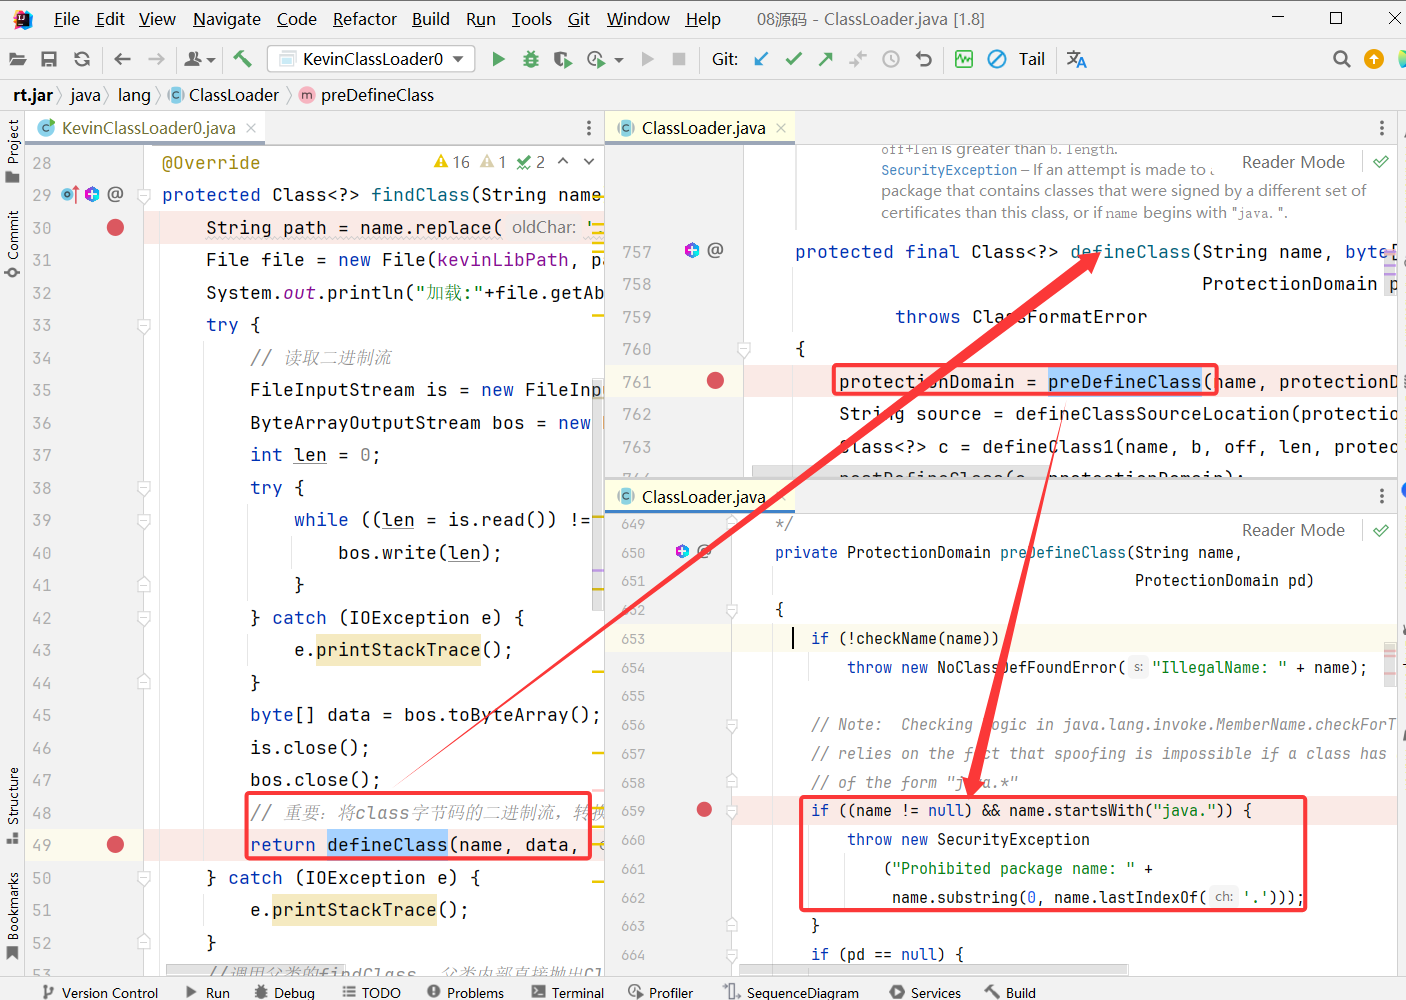 File Edit View Navigate Code Refactor Build Run Tools Git Window Help 08源码 - ClassLoader.java [1.8]
KevinClassLoader0 Git: Tail
rt.jar java lang ClassLoader preDefineClass
Project
Commit
Structure
Bookmarks
KevinClassLoader0.java
16 1 2
28 @Override
29 protected Class<?> findClass(String name
30 String path = name.replace( oldChar: '.
31 File file = new File(kevinLibPath, pa
32 System.out.println("加载:"+file.getAb
33 try {
34 // 读取二进制流
35 FileInputStream is = new FileInp
36 ByteArrayOutputStream bos = new
37 int len = 0;
38 try {
39 while ((len = is.read()) !=
40 bos.write(len);
41 }
42 } catch (IOException e) {
43 e.printStackTrace();
44 }
45 byte[] data = bos.toByteArray();
46 is.close();
47 bos.close();
48 // 重要: 将class字节码的二进制流, 转换
49 return defineClass(name, data,
50 } catch (IOException e) {
51 e.printStackTrace();
52 }
53 //调用父类的findClass, 父类内部直接抛出Cl
ClassLoader.java
off+len is greater than b. length.
Reader Mode
SecurityException – If an attempt is made to
package that contains classes that were signed by a different set of
certificates than this class, or if name begins with "java. ".
757 protected final Class<?> defineClass(String name, byte[
758 ProtectionDomain p
759 throws ClassFormatError
760 {
761 protectionDomain = preDefineClass(name, protectionD
762 String source = defineClassSourceLocation(protectio
763 Class<?> c = defineClass1(name, b, off, len, protec
764 postDefineClass(c, protectionDomain);
ClassLoader.java
Reader Mode
649 */
650 private ProtectionDomain preDefineClass(String name,
651 ProtectionDomain pd)
652 {
653 if (!checkName(name))
654 throw new NoClassDefFoundError( s: "IllegalName: " + name);
655
656 // Note: Checking logic in java.lang.invoke.MemberName.checkForT
657 // relies on the fact that spoofing is impossible if a class has
658 // of the form "java.*"
659 if ((name != null) && name.startsWith("java.")) {
660 throw new SecurityException
661 ("Prohibited package name: " +
662 name.substring(0, name.lastIndexOf( ch: '.')));
663 }
664 if (pd == null) {
Version Control Run Debug TODO Problems Terminal Profiler SequenceDiagram Services Build